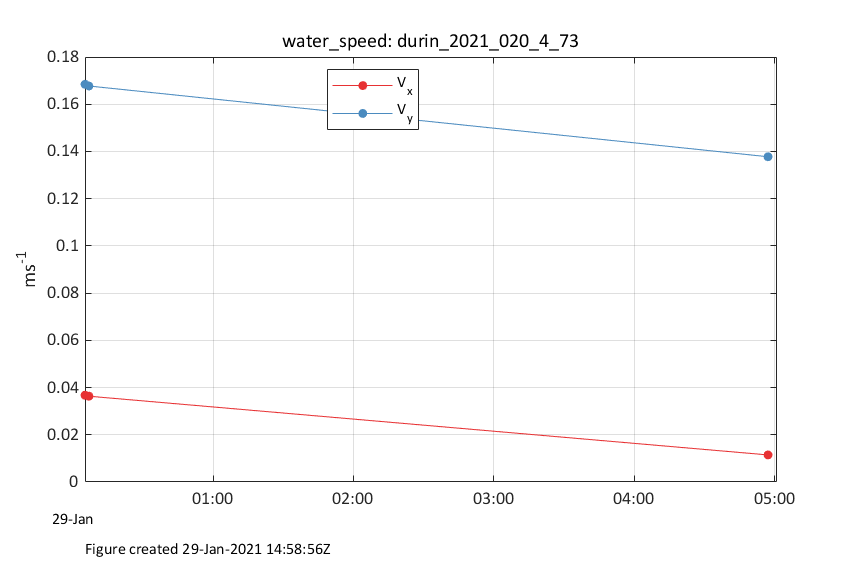 water_speed: durin_2021_020_4_73
0.18
0.16
0.14
0.12
0.1
0.08
0.06
0.04
0.02
0
ms-1
Vx
Vy
01:00 02:00 03:00 04:00 05:00
29-Jan
Figure created 29-Jan-2021 14:58:56Z